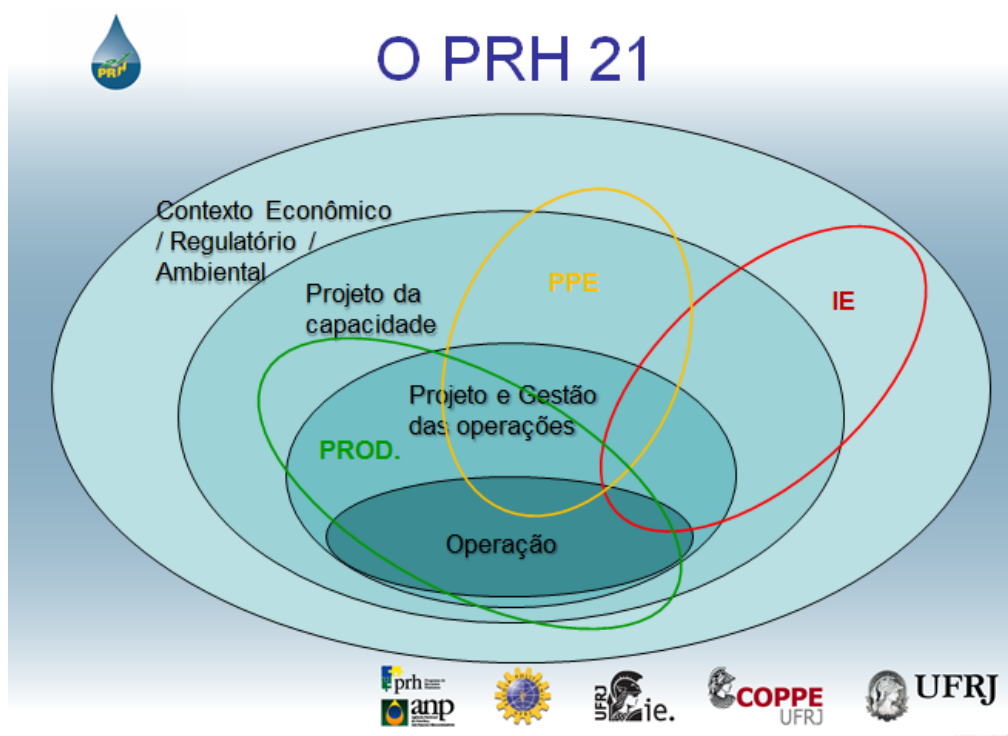 PRH
O PRH 21
Contexto Econômico
/ Regulatório /
Ambiental
Projeto da
capacidade
PPE
IE
Projeto e Gestão
das operações
PROD.
Operação
prh
anp
UFRJ
ie.
COPPE
UFRJ
UFRJ